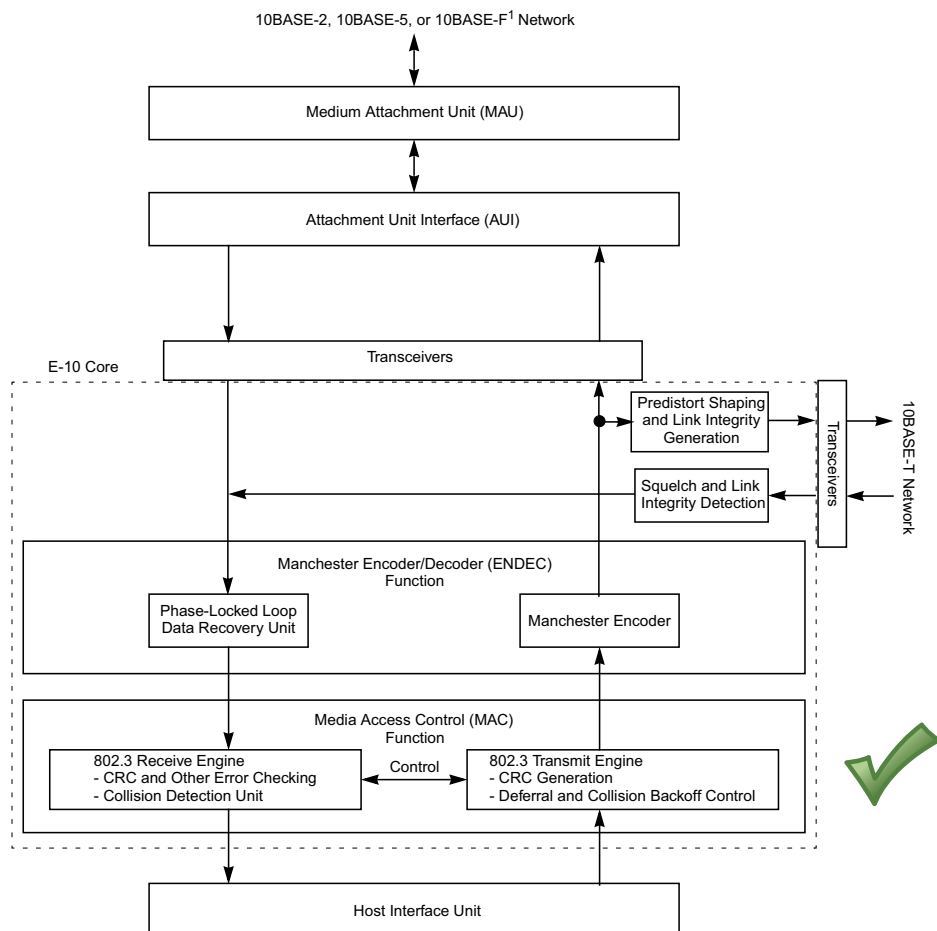 10BASE-2, 10BASE-5, or 10BASE-F¹ Network
Medium Attachment Unit (MAU)
Attachment Unit Interface (AUI)
Transceivers
E-10 Core
Predistort Shaping
and Link Integrity
Generation
Transceivers
10BASE-T Network
Squelch and Link
Integrity Detection
Manchester Encoder/Decoder (ENDEC)
Function
Phase-Locked Loop
Data Recovery Unit
Manchester Encoder
Media Access Control (MAC)
Function
802.3 Receive Engine
- CRC and Other Error Checking
- Collision Detection Unit
Control
802.3 Transmit Engine
- CRC Generation
- Deferral and Collision Backoff Control
Host Interface Unit